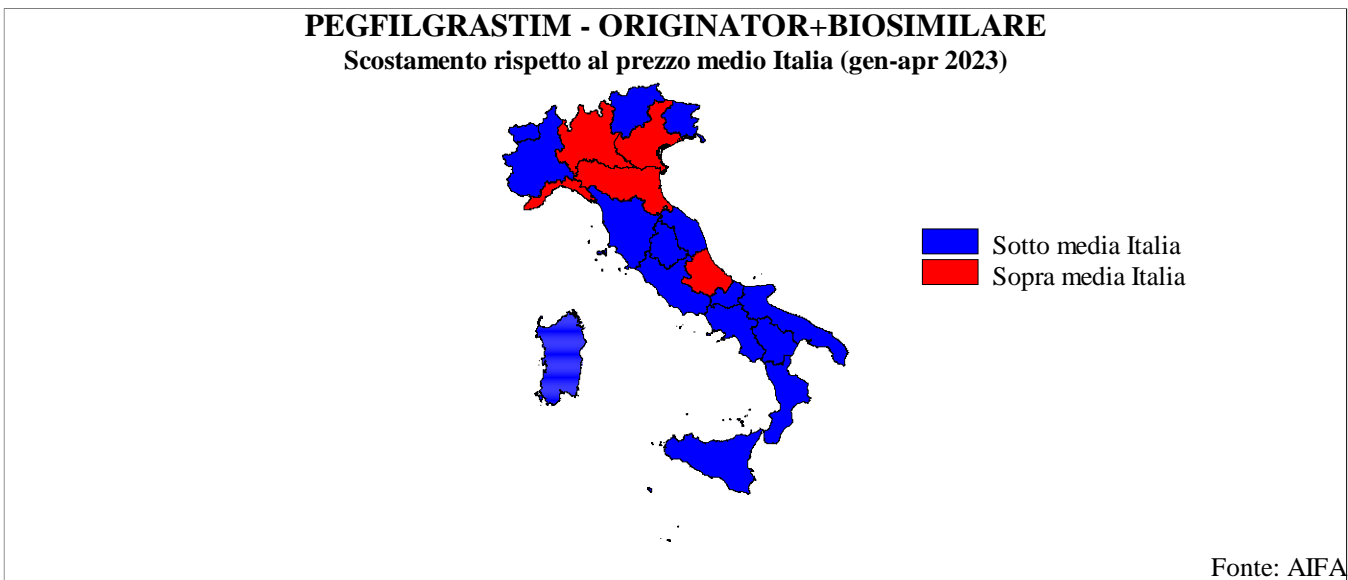 PEGFILGRASTIM - ORIGINATOR+BIOSIMILARE
Scostamento rispetto al prezzo medio Italia (gen-apr 2023)
Sotto media Italia
Sopra media Italia
Fonte: AIFA